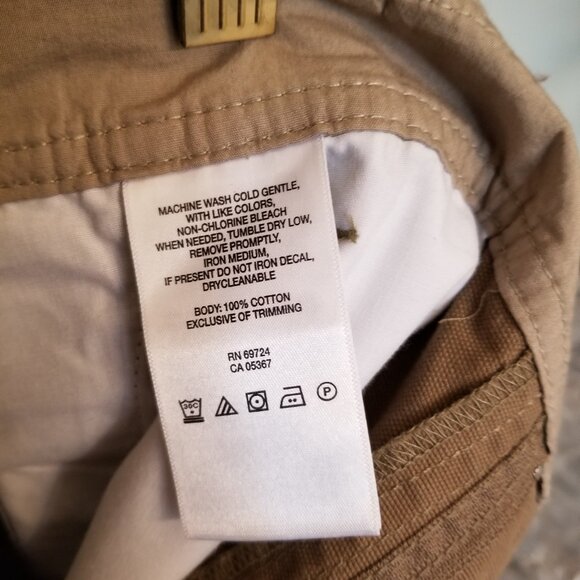 MACHINE WASH COLD GENTLE,
WITH LIKE COLORS,
NON-CHLORINE BLEACH
WHEN NEEDED, TUMBLE DRY LOW,
REMOVE PROMPTLY,
IRON MEDIUM,
IF PRESENT DO NOT IRON DECAL,
DRYCLEANABLE
BODY: 100% COTTON
EXCLUSIVE OF TRIMMING
RN 69724
CA 05367
30C P